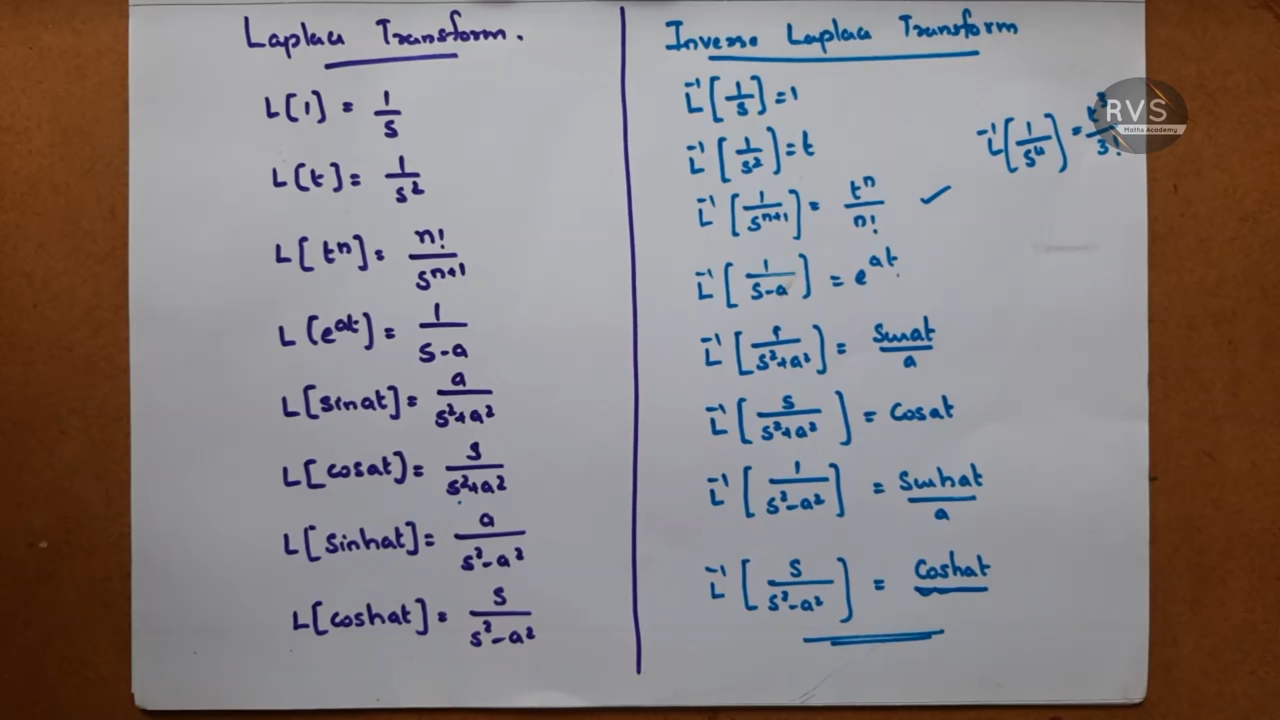 Laplace Transform.
L[1] = 1/s
L[t] = 1/s²
L[tⁿ] = n!/sⁿ⁺¹
L[eᵃᵗ] = 1/s-a
L[sinat] = a/s²+a²
L[cosat] = s/s²+a²
L[sinhat] = a/s²-a²
L[coshat] = s/s²-a²
Inverse Laplace Transform
L⁻¹[1/s] = 1
L⁻¹[1/s²] = t
L⁻¹[1/sⁿ⁺¹] = tⁿ/n! ✓
L⁻¹[1/s-a] = eᵃᵗ
L⁻¹[1/s²+a²] = Sinat/a
L⁻¹[s/s²+a²] = Cosat
L⁻¹[1/s²-a²] = Sinhat/a
L⁻¹[s/s²-a²] = Coshat
L⁻¹[1/s⁴] = t³/3!
RVS
Maths Academy